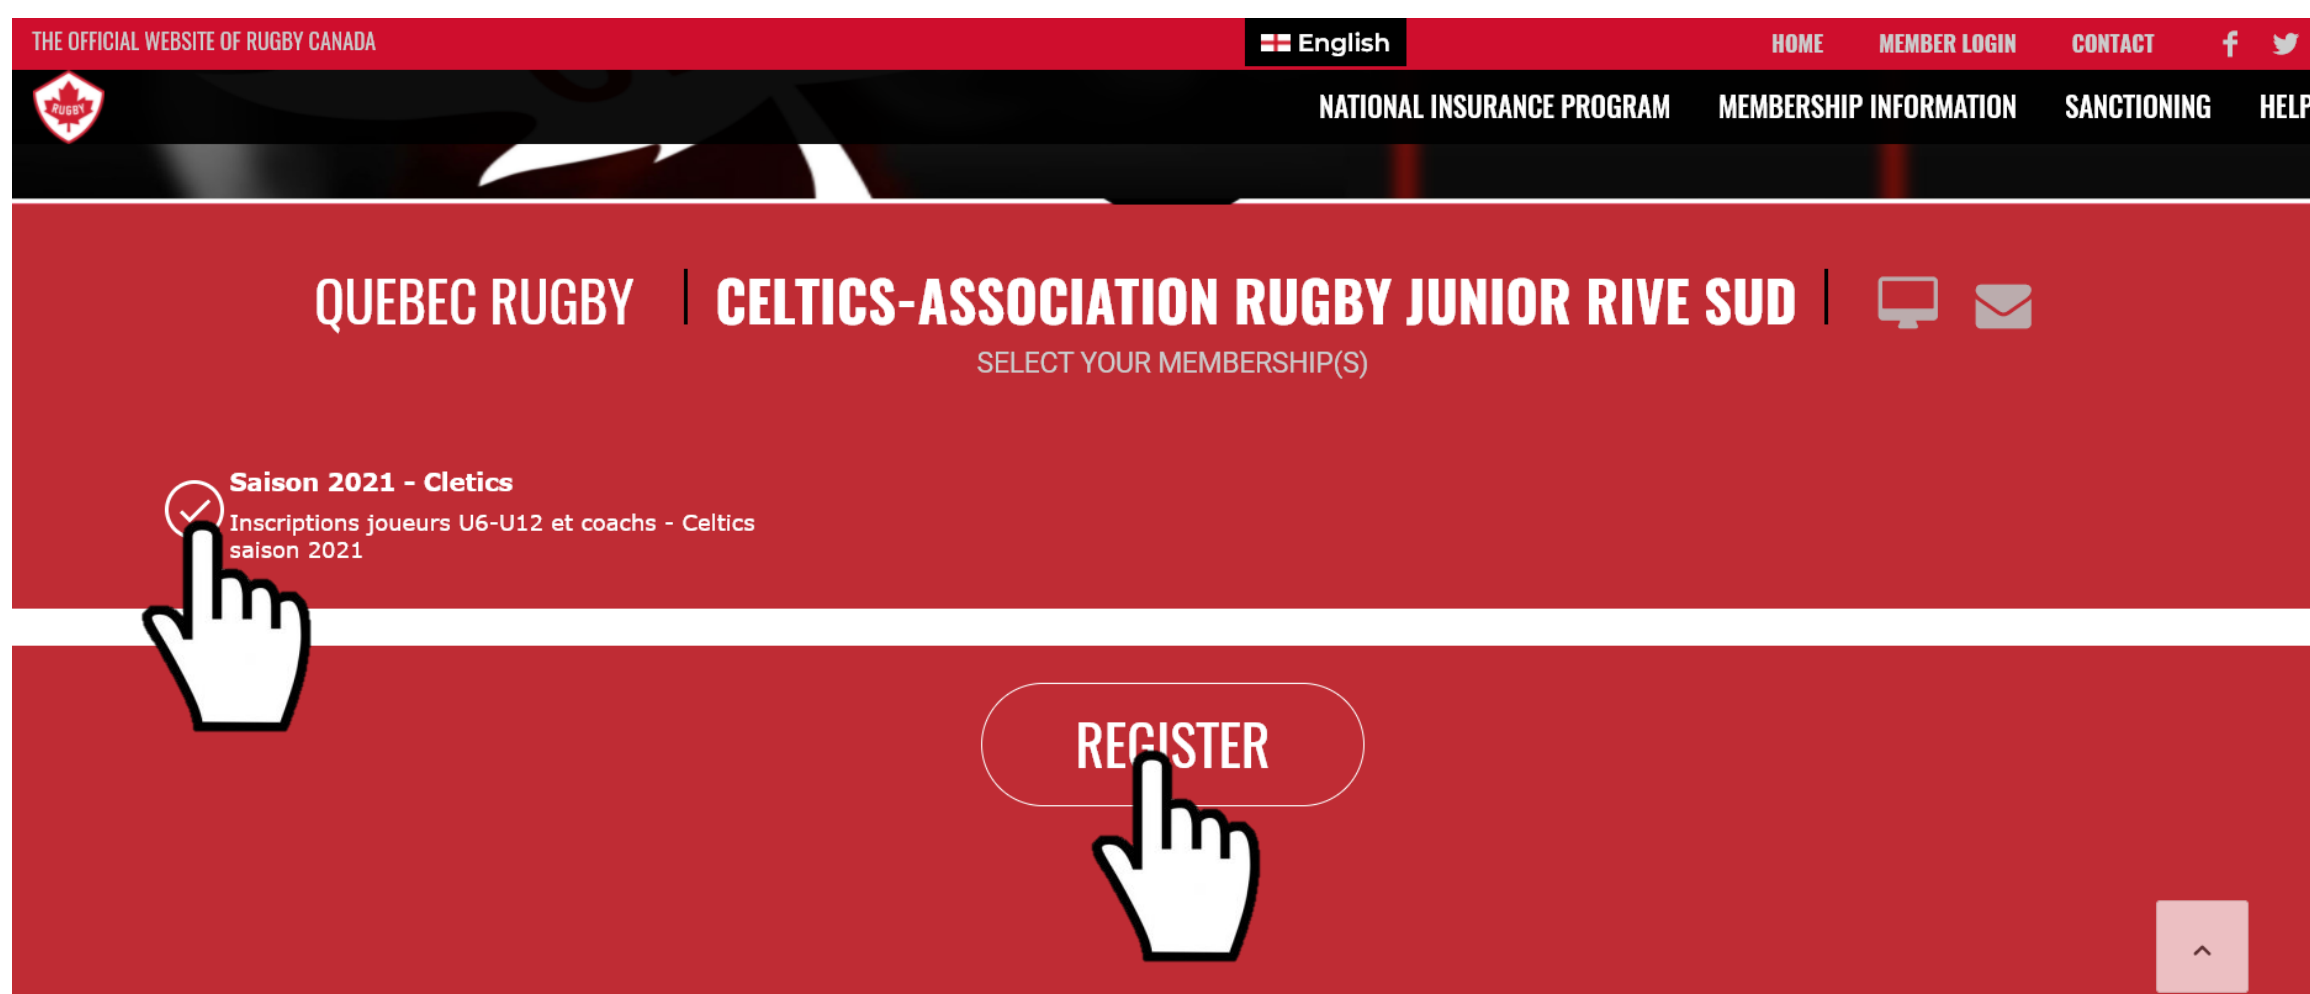 THE OFFICIAL WEBSITE OF RUGBY CANADA
English
HOME MEMBER LOGIN CONTACT
RUGBY
NATIONAL INSURANCE PROGRAM MEMBERSHIP INFORMATION SANCTIONING HELP
QUEBEC RUGBY CELTICS-ASSOCIATION RUGBY JUNIOR RIVE SUD
SELECT YOUR MEMBERSHIP(S)
Saison 2021 - Cletics
Inscriptions joueurs U6-U12 et coachs - Celtics
saison 2021
REGISTER